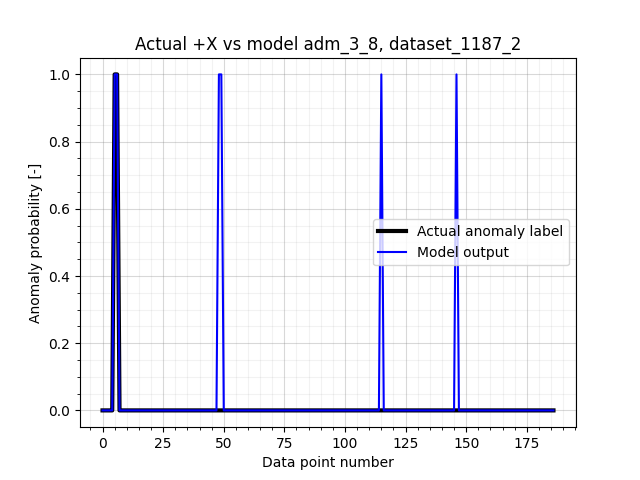 Actual +X vs model adm_3_8, dataset_1187_2
Anomaly probability [-]
1.0
0.8
0.6
0.4
0.2
0.0
Actual anomaly label
Model output
0 25 50 75 100 125 150 175
Data point number